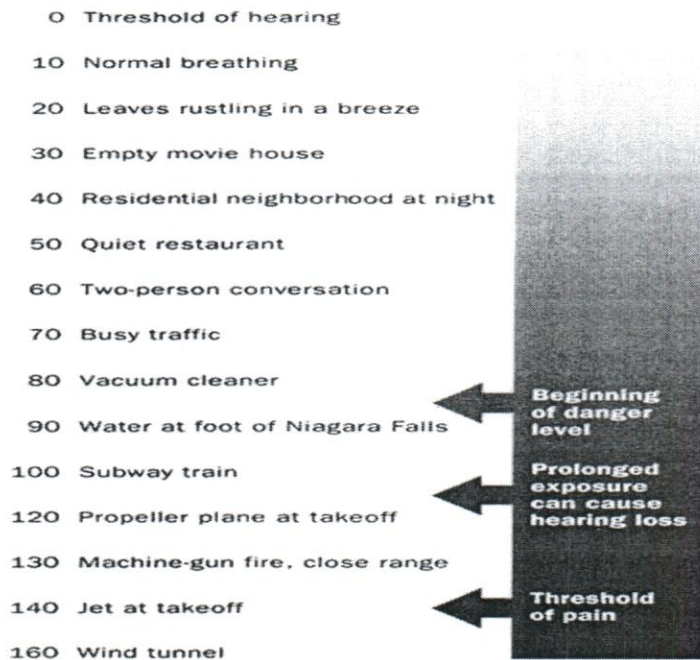 0 Threshold of hearing
10 Normal breathing
20 Leaves rustling in a breeze
30 Empty movie house
40 Residential neighborhood at night
50 Quiet restaurant
60 Two-person conversation
70 Busy traffic
80 Vacuum cleaner
Beginning
of danger
level
90 Water at foot of Niagara Falls
100 Subway train
Prolonged
exposure
can cause
hearing loss
120 Propeller plane at takeoff
130 Machine-gun fire, close range
140 Jet at takeoff
Threshold
of pain
160 Wind tunnel